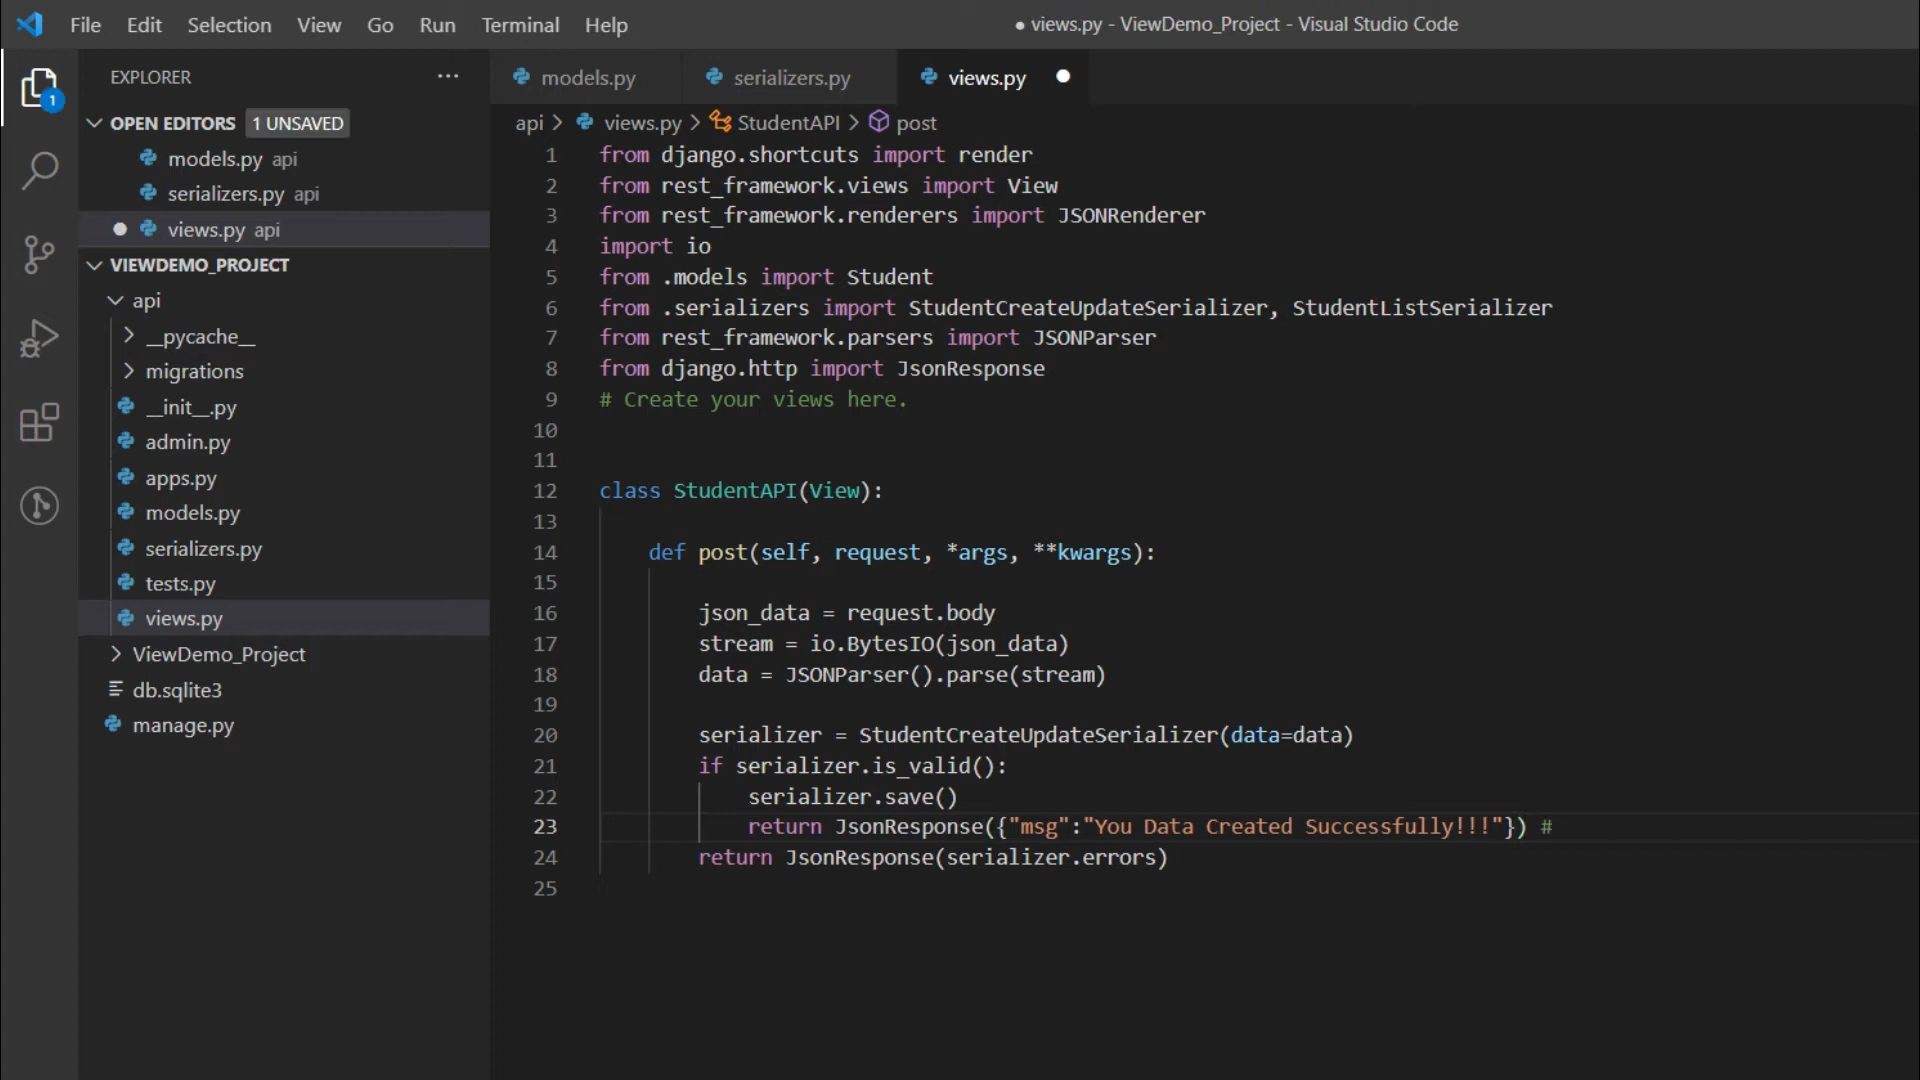 File Edit Selection View Go Run Terminal Help
● views.py - ViewDemo_Project - Visual Studio Code
EXPLORER ···
1
OPEN EDITORS 1 UNSAVED
models.py api
serializers.py api
views.py api
VIEWDEMO_PROJECT
api
__pycache__
migrations
__init__.py
admin.py
apps.py
models.py
serializers.py
tests.py
views.py
ViewDemo_Project
db.sqlite3
manage.py
models.py serializers.py views.py
api > views.py > StudentAPI > post
1 from django.shortcuts import render
2 from rest_framework.views import View
3 from rest_framework.renderers import JSONRenderer
4 import io
5 from .models import Student
6 from .serializers import StudentCreateUpdateSerializer, StudentListSerializer
7 from rest_framework.parsers import JSONParser
8 from django.http import JsonResponse
9 # Create your views here.
10
11
12 class StudentAPI(View):
13
14 def post(self, request, *args, **kwargs):
15
16 json_data = request.body
17 stream = io.BytesIO(json_data)
18 data = JSONParser().parse(stream)
19
20 serializer = StudentCreateUpdateSerializer(data=data)
21 if serializer.is_valid():
22 serializer.save()
23 return JsonResponse({"msg":"You Data Created Successfully!!!"}) #
24 return JsonResponse(serializer.errors)
25